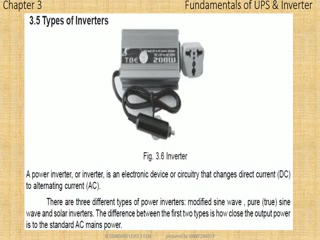 Chapter 3 Fundamentals of UPS & Inverter
3.5 Types of Inverters
TBE
200W
Fig. 3.6 Inverter
A power inverter, or inverter, is an electronic device or circuitry that changes direct current (DC)
to alternating current (AC).
There are three different types of power inverters: modified sine wave , pure (true) sine
wave and solar inverters. The difference between the first two types is how close the output power
is to the standard AC mains power.